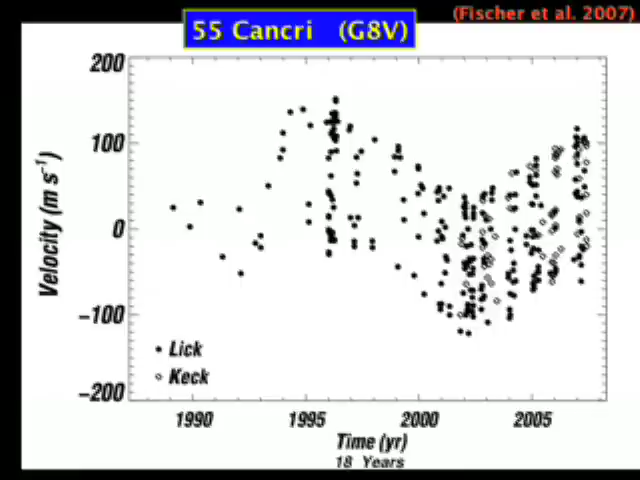 (Fischer et al. 2007)
55 Cancri (G8V)
200
100
0
−100
−200
Velocity (m s⁻¹)
Lick
Keck
1990 1995 2000 2005
Time (yr)
18 Years